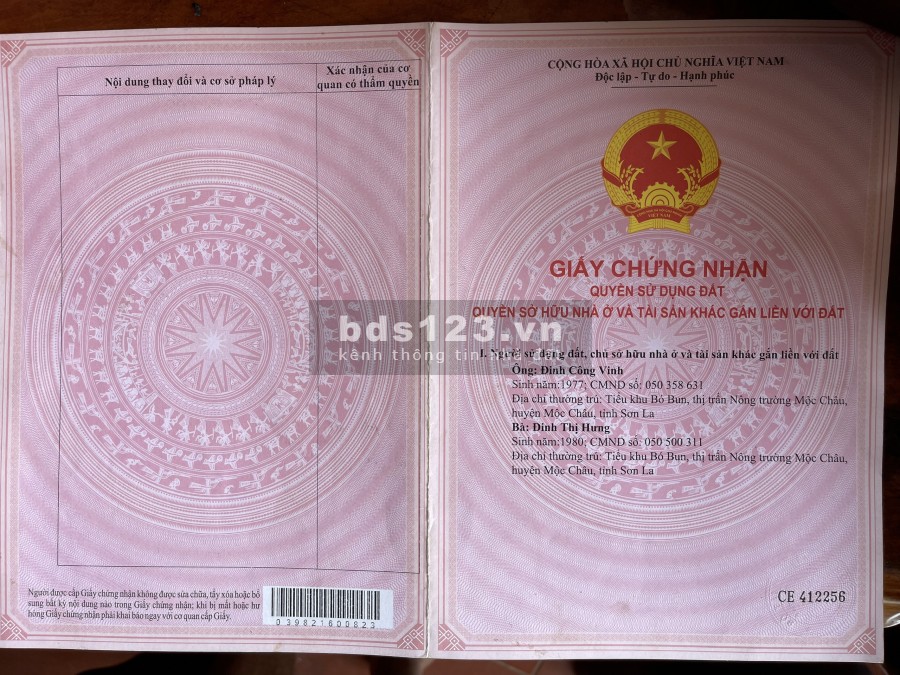 Nội dung thay đổi và cơ sở pháp lý
Xác nhận của cơ
quan có thẩm quyền
Người được cấp Giấy chứng nhận không được sửa chữa, tẩy xóa hoặc bổ
sung bất kỳ nội dung nào trong Giấy chứng nhận; khi bị mất hoặc hư
hỏng Giấy chứng nhận phải khai báo ngay với cơ quan cấp Giấy.
039821600823
CỘNG HÒA XÃ HỘI CHỦ NGHĨA VIỆT NAM
Độc lập - Tự do - Hạnh phúc
VIỆT NAM
GIẤY CHỨNG NHẬN
QUYỀN SỬ DỤNG ĐẤT
QUYỀN SỞ HỮU NHÀ Ở VÀ TÀI SẢN KHÁC GẮN LIỀN VỚI ĐẤT
bds123.vn
kênh thông tin
I. Người sử dụng đất, chủ sở hữu nhà ở và tài sản khác gắn liền với đất
Ông: Đinh Công Vinh
Sinh năm:1977; CMND số: 050 358 631
Địa chỉ thường trú: Tiểu khu Bó Bun, thị trấn Nông trường Mộc Châu,
huyện Mộc Châu, tỉnh Sơn La
Bà: Đinh Thị Hưng
Sinh năm:1980; CMND số: 050 500 311
Địa chỉ thường trú: Tiểu khu Bó Bun, thị trấn Nông trường Mộc Châu,
huyện Mộc Châu, tỉnh Sơn La
CE 412256